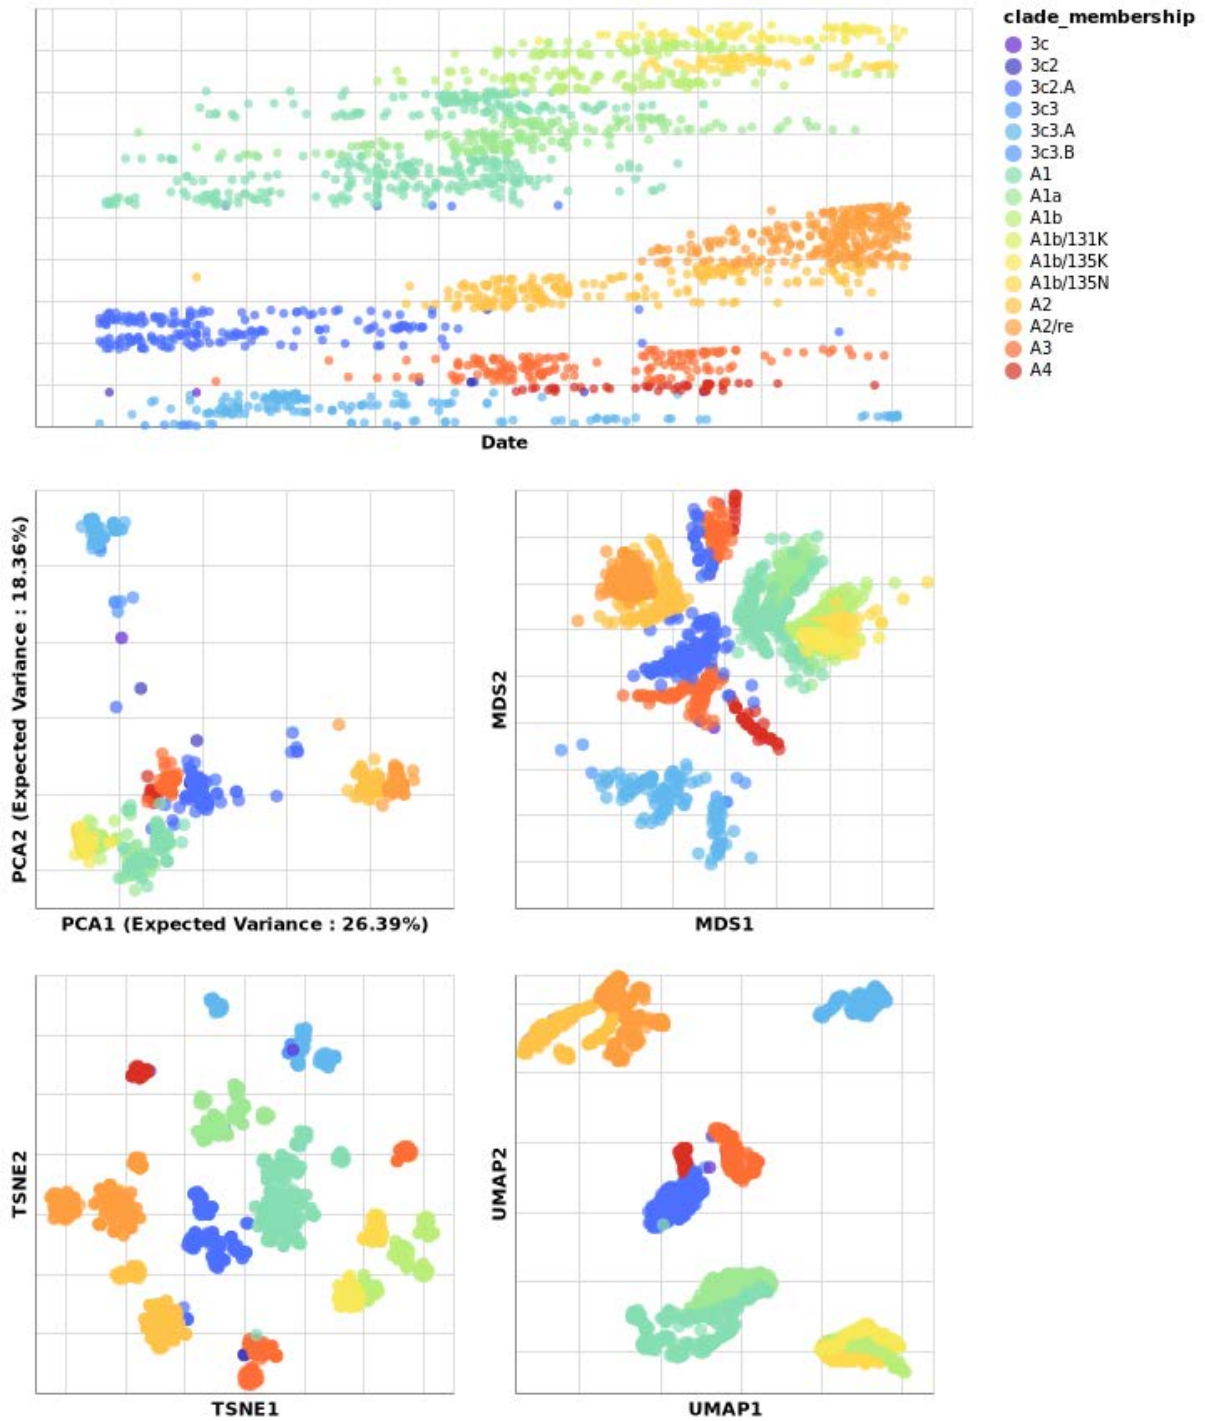 clade_membership
3c
3c2
3c2.A
3c3
3c3.A
3c3.B
A1
A1a
A1b
A1b/131K
A1b/135K
A1b/135N
A2
A2/re
A3
A4
Date
PCA2 (Expected Variance : 18.36%)
PCA1 (Expected Variance : 26.39%)
MDS2
MDS1
TSNE2
TSNE1
UMAP2
UMAP1